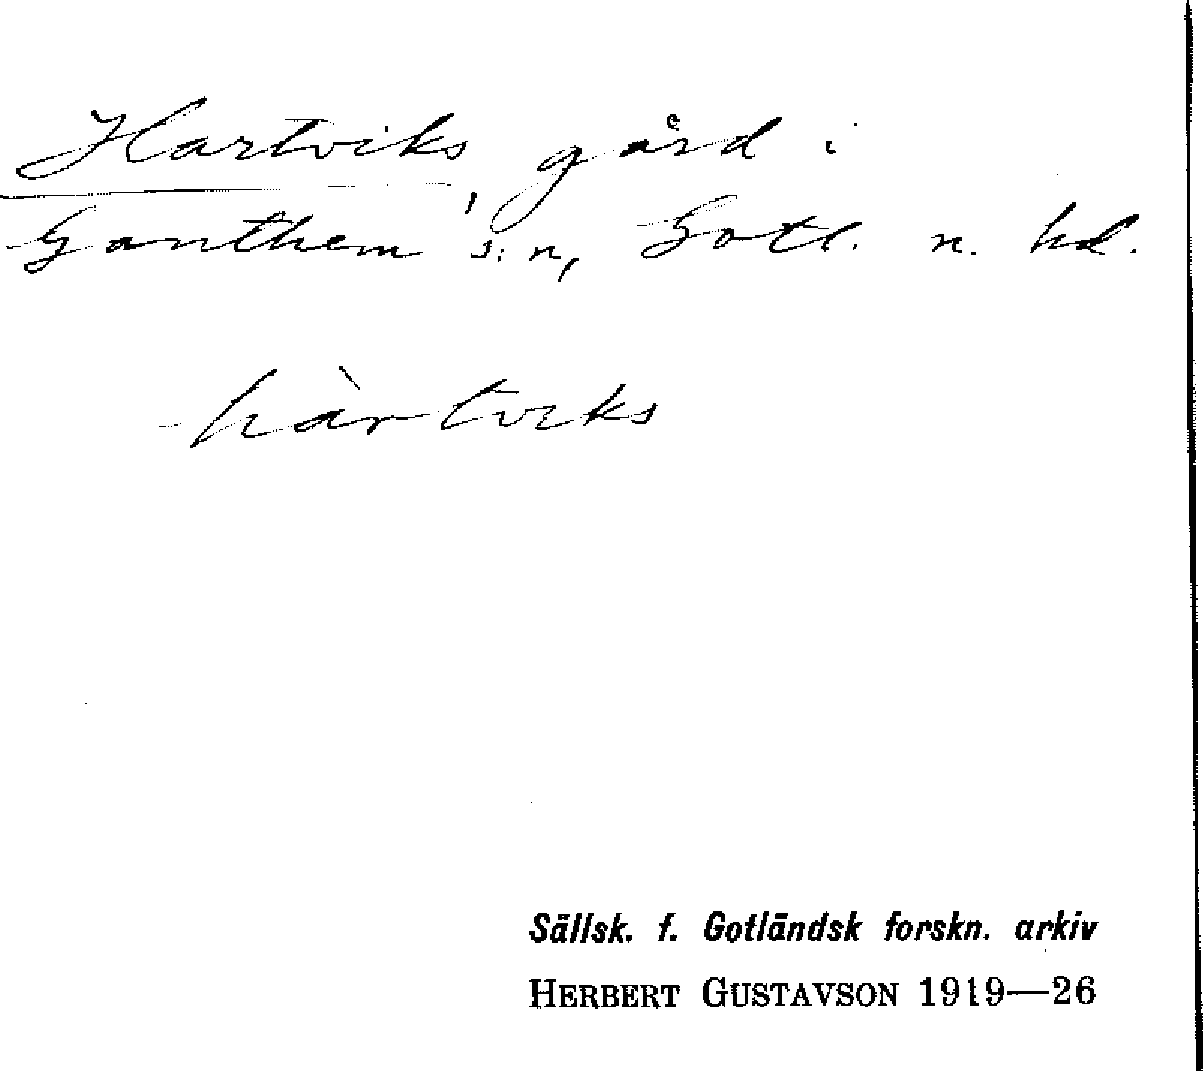 Hartviks, gård i
Ganthem s:n, Gotl. n. hd.
hàrtviks
Sällsk. f. Gotländsk forskn. arkiv
HERBERT GUSTAVSON 1919—26